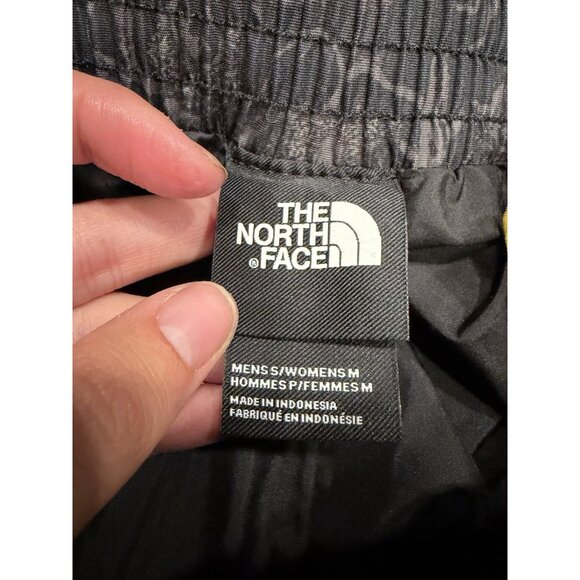 THE
NORTH
®FACE
MENS S/WOMENS M
HOMMES P/FEMMES M
MADE IN INDONESIA
FABRIQUÉ EN INDONÉSIE